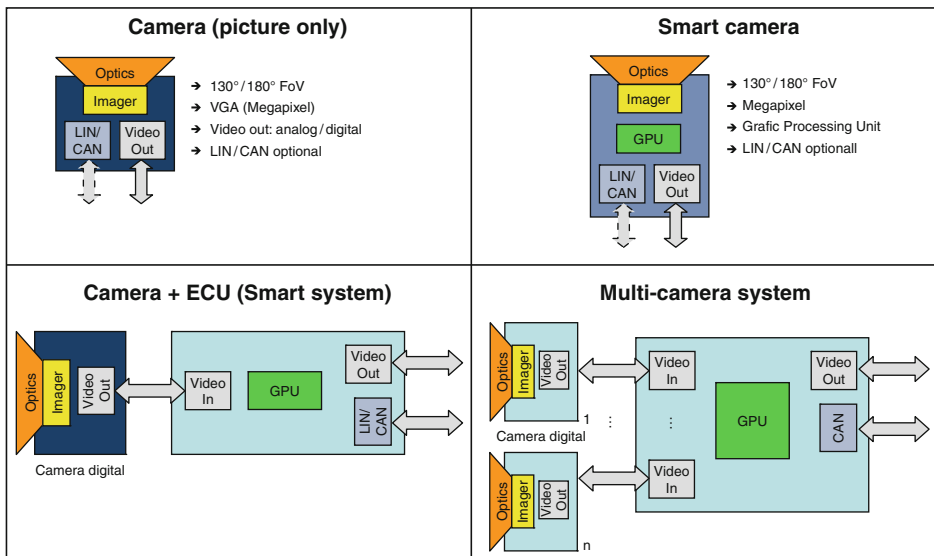 Camera (picture only)
Optics
Imager
LIN/
CAN
Video
Out
➔ 130°/180° FoV
➔ VGA (Megapixel)
➔ Video out: analog/digital
➔ LIN/CAN optional
Smart camera
Optics
Imager
GPU
LIN/
CAN
Video
Out
➔ 130°/180° FoV
➔ Megapixel
➔ Grafic Processing Unit
➔ LIN/CAN optionall
Camera + ECU (Smart system)
Optics
Imager
Video
Out
Camera digital
Video
In
GPU
Video
Out
LIN/
CAN
Multi-camera system
Optics
Imager
Video
Out
1
Camera digital
...
Optics
Imager
Video
Out
n
Video
In
...
Video
In
GPU
Video
Out
CAN